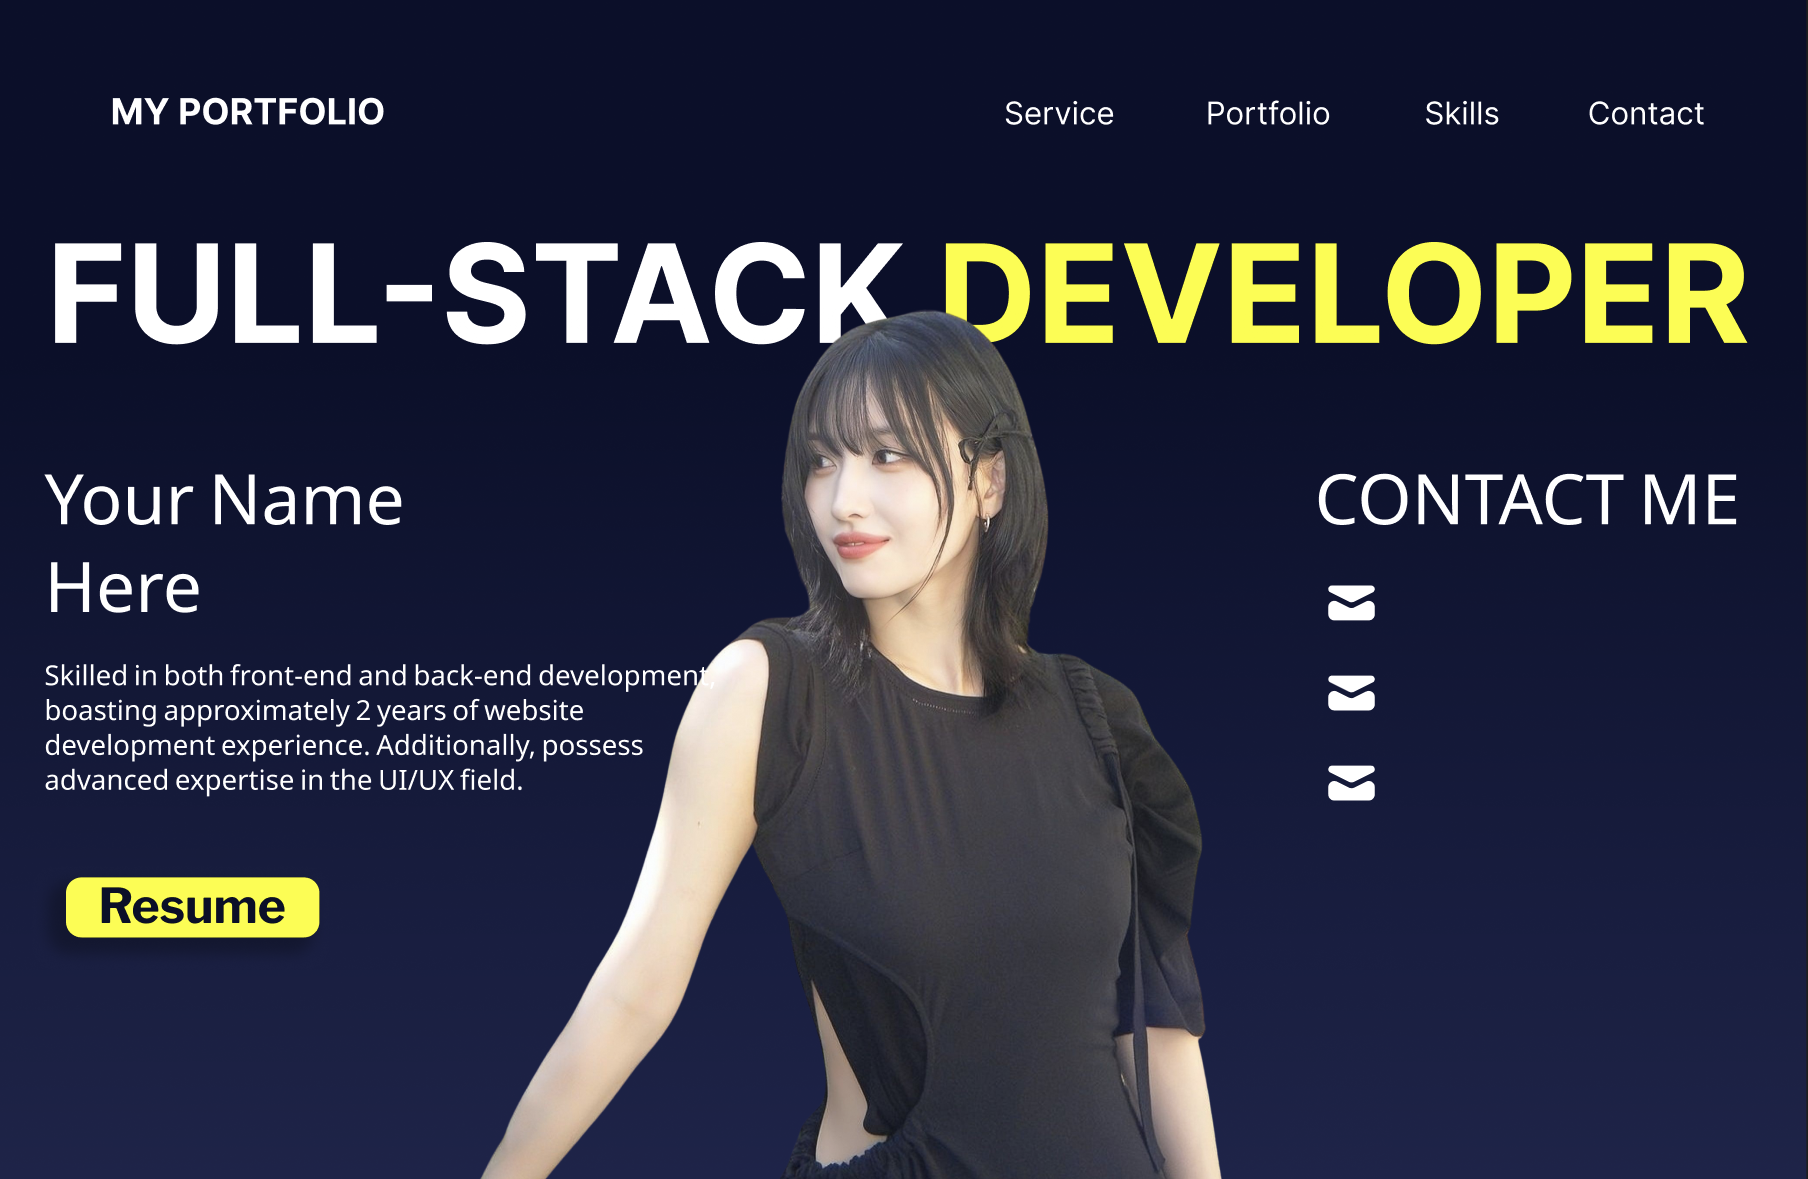 MY PORTFOLIO
Service
Portfolio
Skills
Contact
FULL-STACK DEVELOPER
Your Name
Here
Skilled in both front-end and back-end development,
boasting approximately 2 years of website
development experience. Additionally, possess
advanced expertise in the UI/UX field.
Resume
CONTACT ME